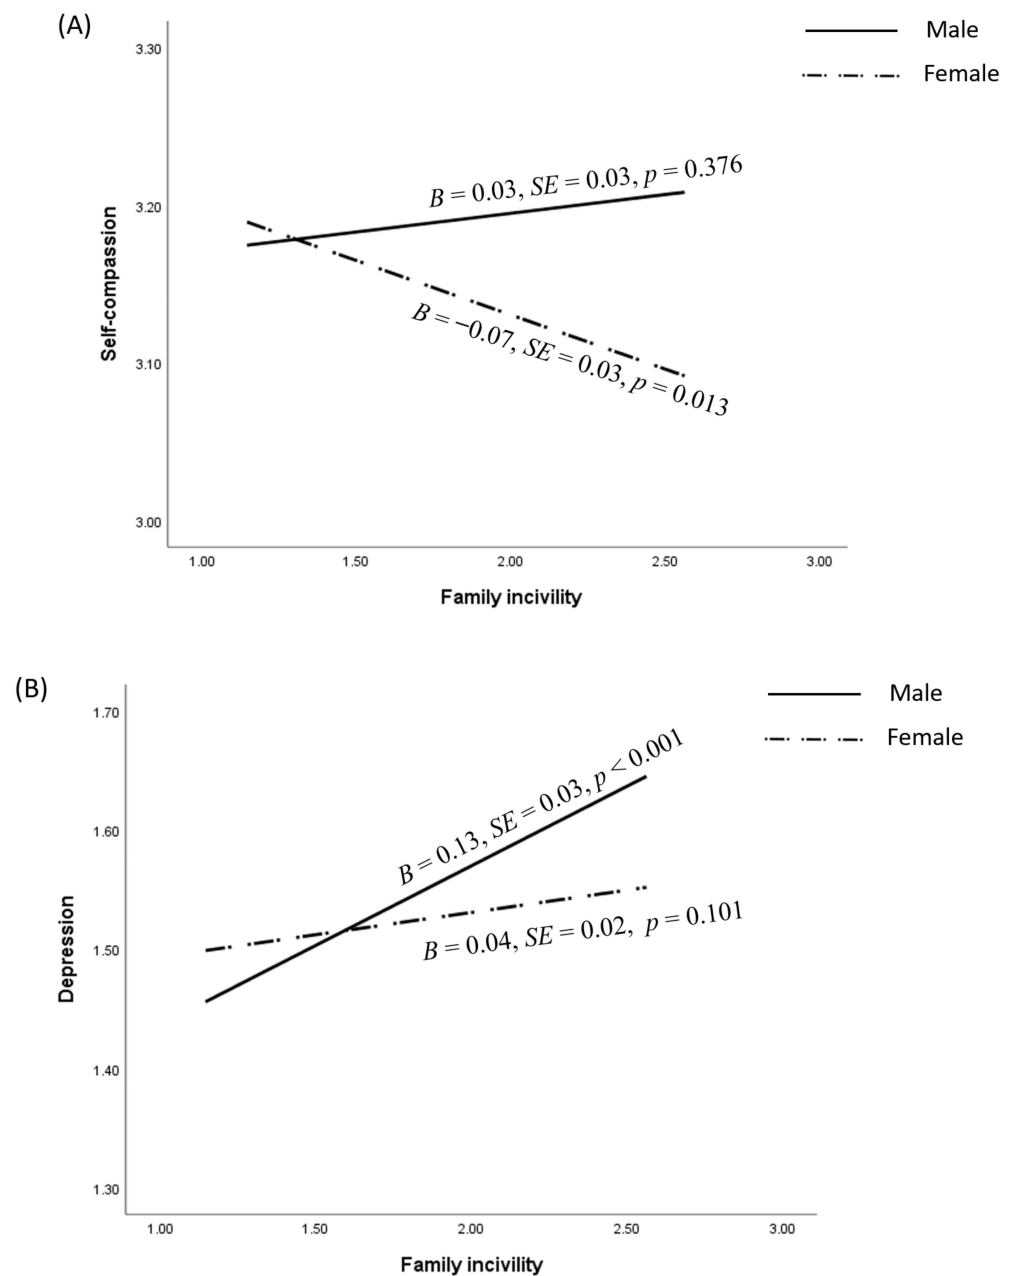 (A)
Male
Female
3.30
3.20
3.10
3.00
Self-compassion
B = 0.03, SE = 0.03, p = 0.376
B = −0.07, SE = 0.03, p = 0.013
1.00 1.50 2.00 2.50 3.00
Family incivility
(B)
Male
Female
1.70
1.60
1.50
1.40
1.30
Depression
B = 0.13, SE = 0.03, p < 0.001
B = 0.04, SE = 0.02, p = 0.101
1.00 1.50 2.00 2.50 3.00
Family incivility